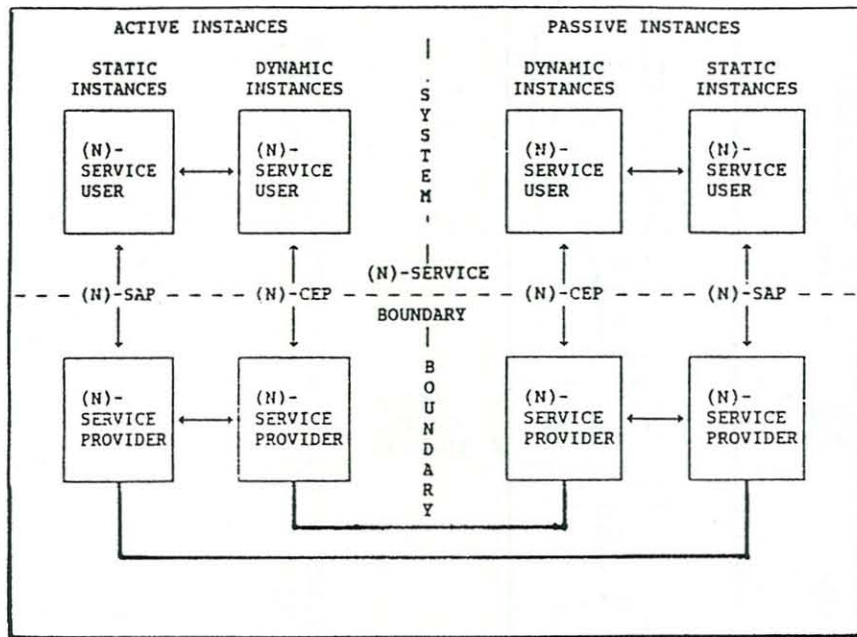 ACTIVE INSTANCES
PASSIVE INSTANCES
STATIC INSTANCES
DYNAMIC INSTANCES
DYNAMIC INSTANCES
STATIC INSTANCES
SYSTEM
(N)-
SERVICE
USER
(N)-
SERVICE
USER
(N)-
SERVICE
USER
(N)-
SERVICE
USER
(N)-SERVICE
(N)-SAP
(N)-CEP
(N)-CEP
(N)-SAP
BOUNDARY
BOUNDARY
(N)-
SERVICE
PROVIDER
(N)-
SERVICE
PROVIDER
(N)-
SERVICE
PROVIDER
(N)-
SERVICE
PROVIDER